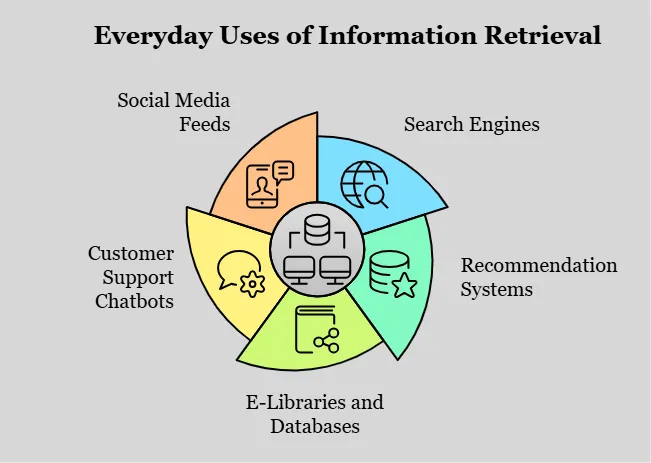 Everyday Uses of Information Retrieval
Social Media
Feeds
Search Engines
Customer
Support
Chatbots
Recommendation
Systems
E-Libraries and
Databases